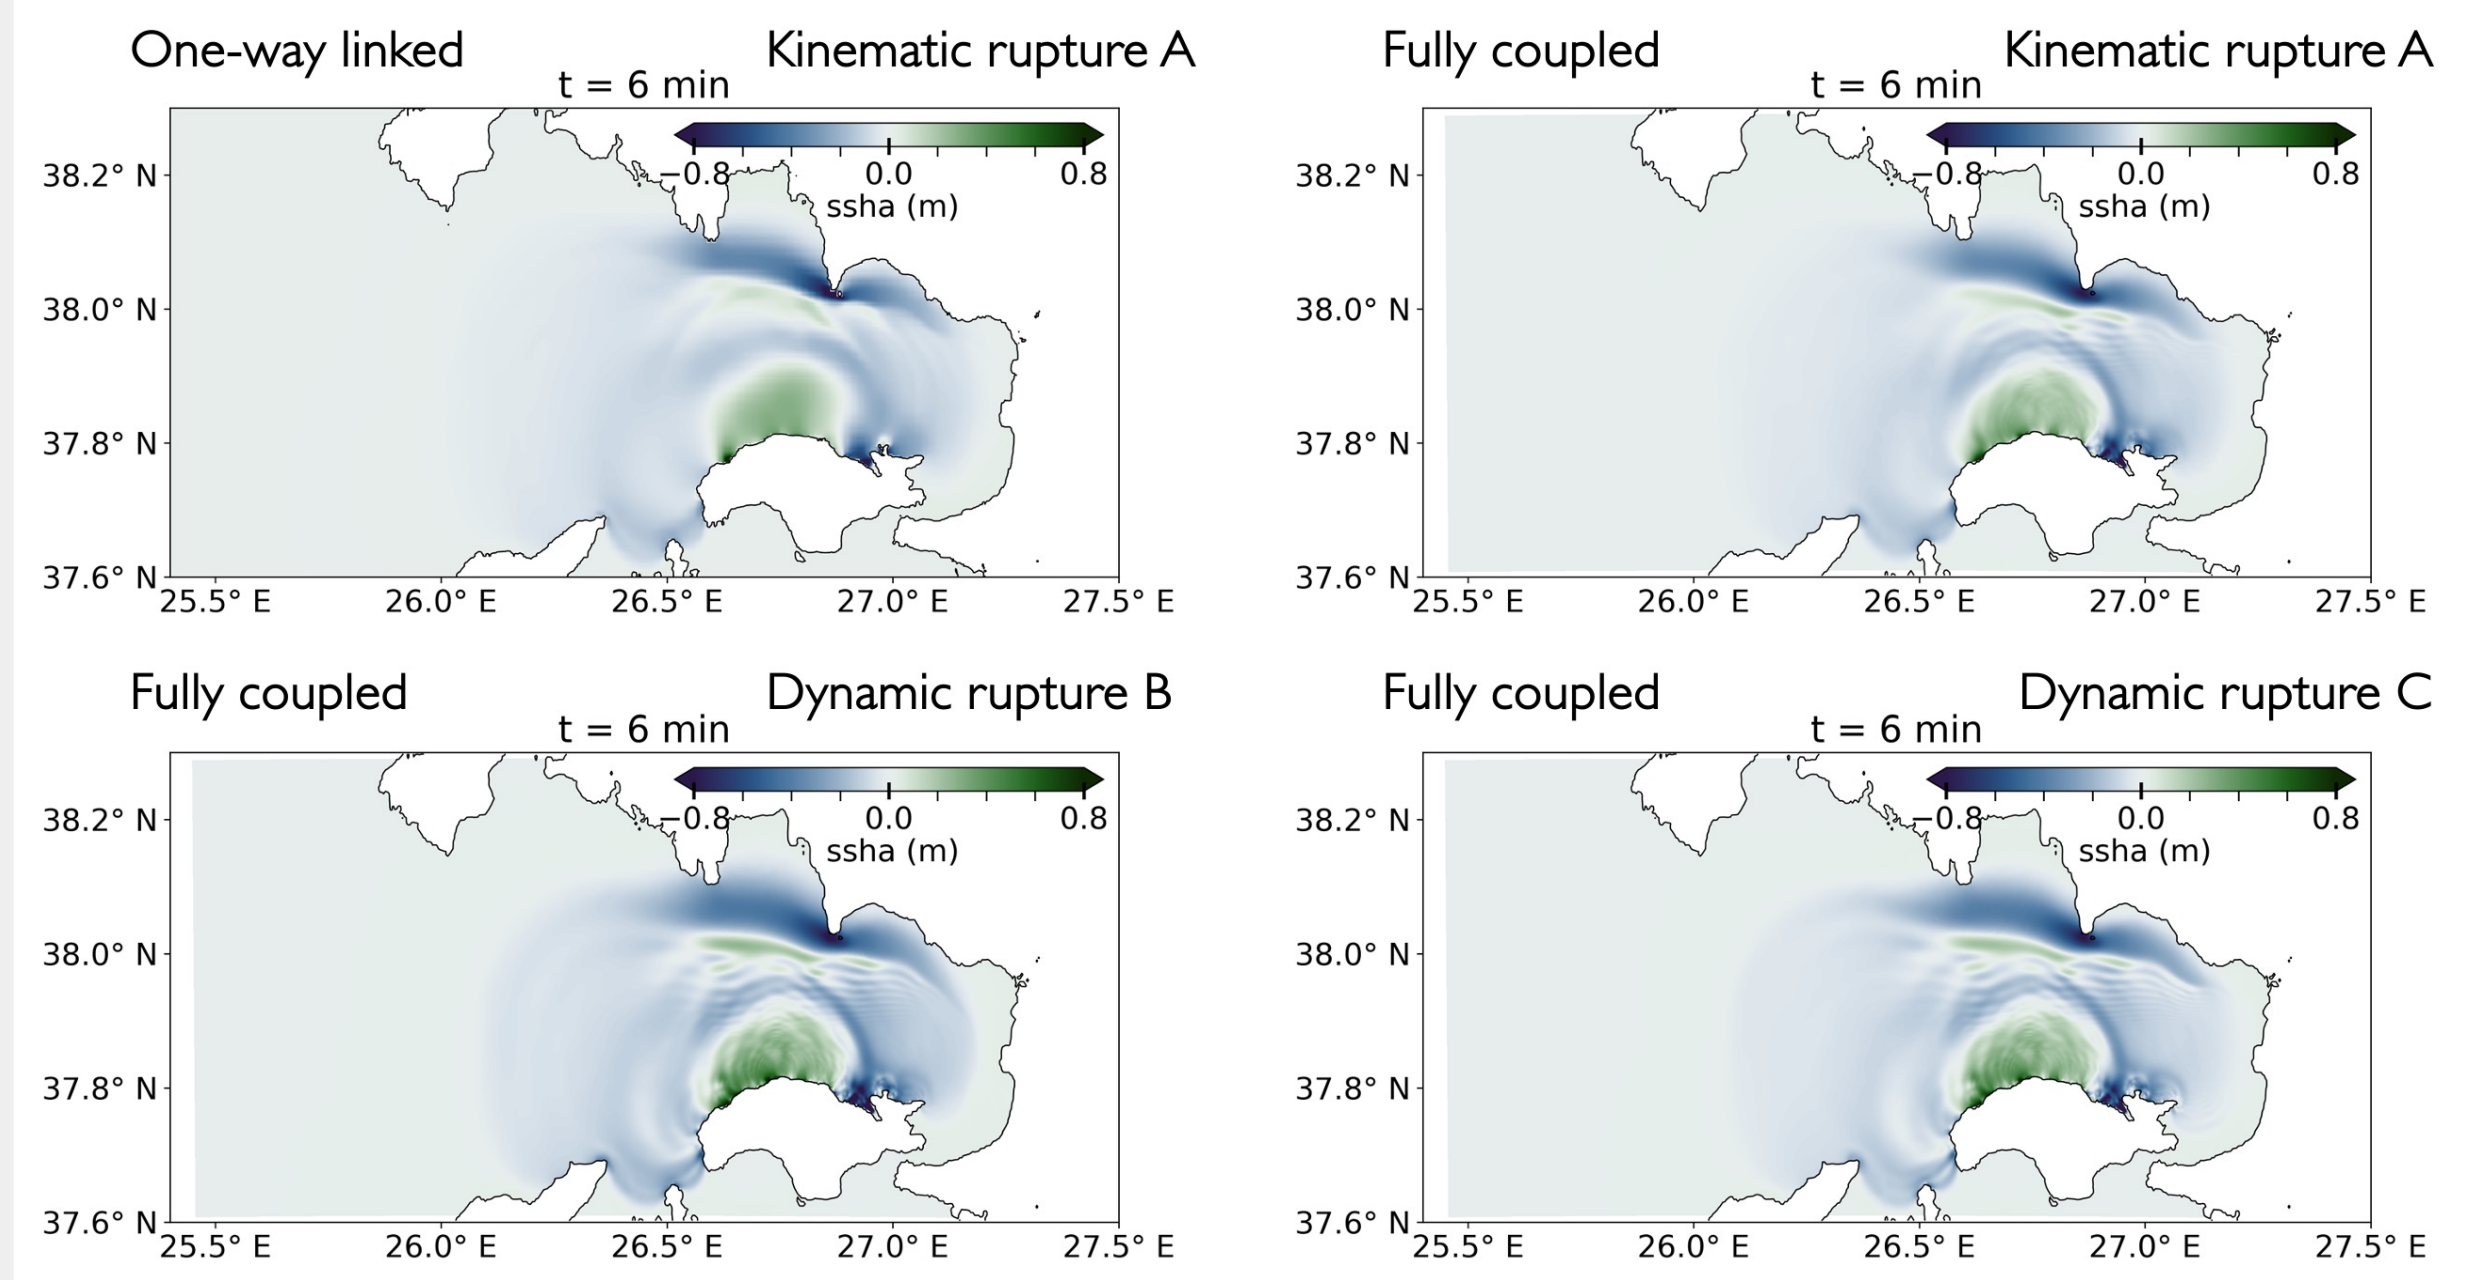 One-way linked Kinematic rupture A
t = 6 min
−0.8 0.0 0.8
ssha (m)
38.2° N
38.0° N
37.8° N
37.6° N
25.5° E 26.0° E 26.5° E 27.0° E 27.5° E
Fully coupled Kinematic rupture A
t = 6 min
−0.8 0.0 0.8
ssha (m)
38.2° N
38.0° N
37.8° N
37.6° N
25.5° E 26.0° E 26.5° E 27.0° E 27.5° E
Fully coupled Dynamic rupture B
t = 6 min
−0.8 0.0 0.8
ssha (m)
38.2° N
38.0° N
37.8° N
37.6° N
25.5° E 26.0° E 26.5° E 27.0° E 27.5° E
Fully coupled Dynamic rupture C
t = 6 min
−0.8 0.0 0.8
ssha (m)
38.2° N
38.0° N
37.8° N
37.6° N
25.5° E 26.0° E 26.5° E 27.0° E 27.5° E